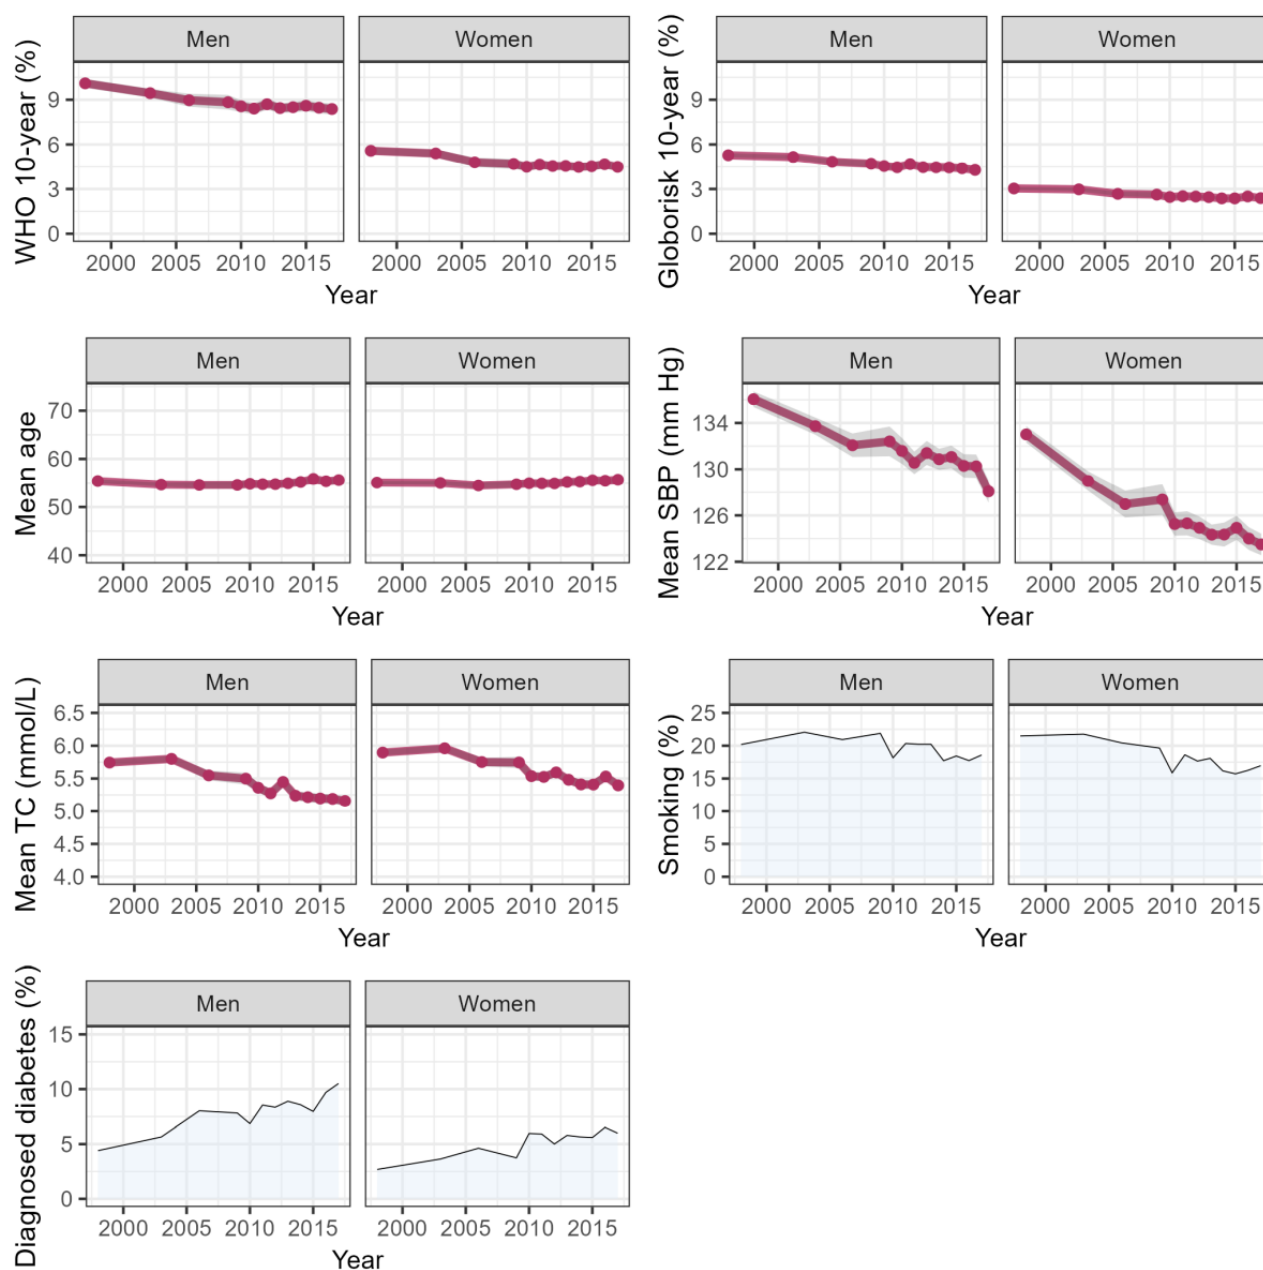 WHO 10-year (%)
Men
Women
9
6
3
0
2000 2005 2010 2015
2000 2005 2010 2015
Year
Globorisk 10-year (%)
Men
Women
9
6
3
0
2000 2005 2010 2015
2000 2005 2010 2015
Year
Mean age
Men
Women
70
60
50
40
2000 2005 2010 2015
2000 2005 2010 2015
Year
Mean SBP (mm Hg)
Men
Women
134
130
126
122
2000 2005 2010 2015
2000 2005 2010 2015
Year
Mean TC (mmol/L)
Men
Women
6.5
6.0
5.5
5.0
4.5
4.0
2000 2005 2010 2015
2000 2005 2010 2015
Year
Smoking (%)
Men
Women
25
20
15
10
5
0
2000 2005 2010 2015
2000 2005 2010 2015
Year
Diagnosed diabetes (%)
Men
Women
15
10
5
0
2000 2005 2010 2015
2000 2005 2010 2015
Year